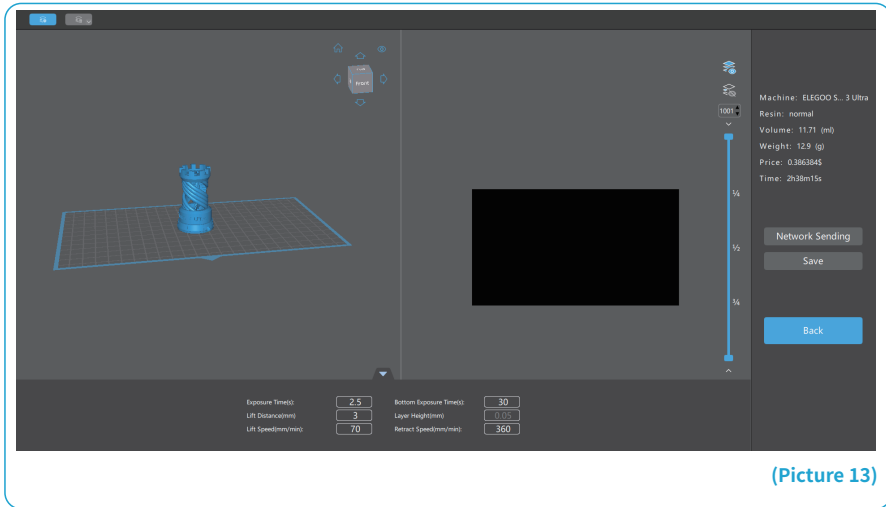 Front
1001
¼
½
¾
Machine: ELEGOO S... 3 Ultra
Resin: normal
Volume: 11.71 (ml)
Weight: 12.9 (g)
Price: 0.386384$
Time: 2h38m15s
Network Sending
Save
Back
Exposure Time(s): 2.5 Bottom Exposure Time(s): 30
Lift Distance(mm) 3 Layer Height(mm) 0.05
Lift Speed(mm/min): 70 Retract Speed(mm/min): 360
(Picture 13)